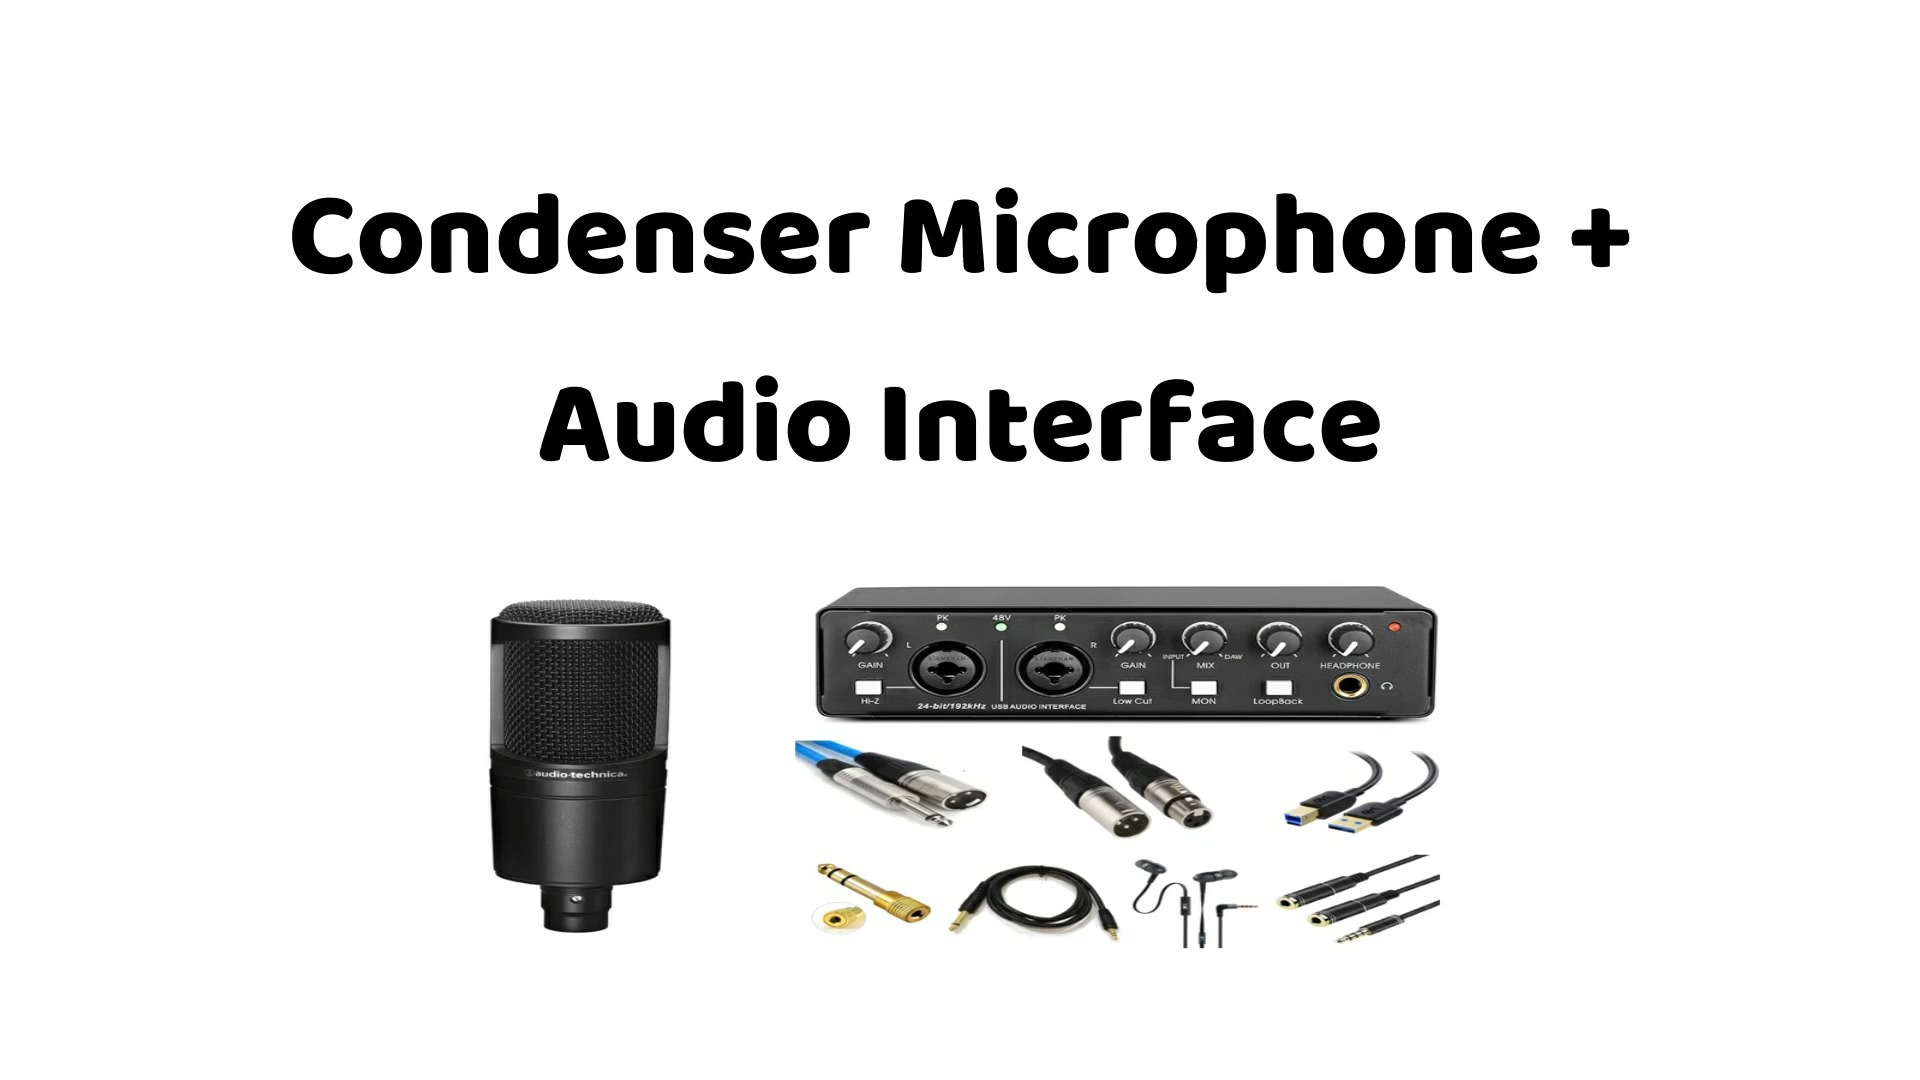 Condenser Microphone +
Audio Interface
PK 48V PK
L R
GAIN GAIN INPUT MIX DAW OUT HEADPHONE
Hi-Z Low Cut MON LoopBack
24-bit/192kHz USB AUDIO INTERFACE
audio-technica